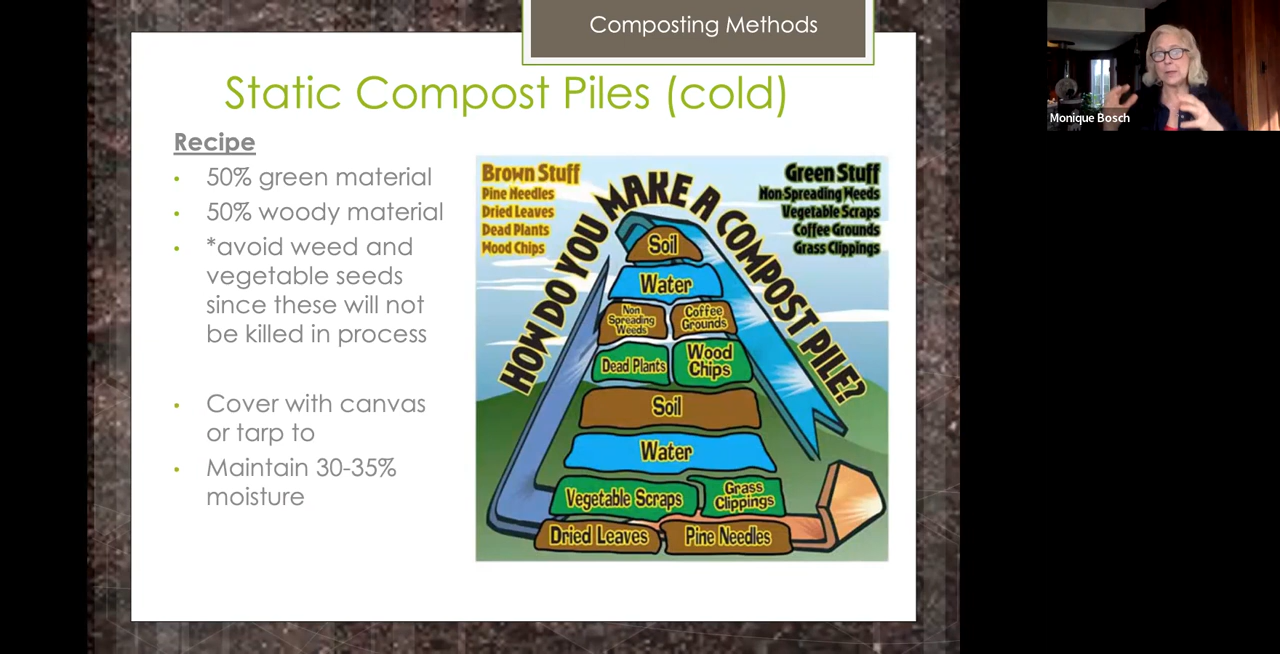 Composting Methods
Static Compost Piles (cold)
Recipe
• 50% green material
• 50% woody material
• *avoid weed and
vegetable seeds
since these will not
be killed in process
• Cover with canvas
or tarp to
• Maintain 30-35%
moisture
HOW DO YOU MAKE A COMPOST PILE?
Brown Stuff
Pine Needles
Dried Leaves
Dead Plants
Wood Chips
Green Stuff
Non-Spreading Weeds
Vegetable Scraps
Coffee Grounds
Grass Clippings
Soil
Water
Non
Spreading
Weeds
Coffee
Grounds
Dead Plants
Wood
Chips
Soil
Water
Vegetable Scraps
Grass
Clippings
Dried Leaves
Pine Needles
Monique Bosch